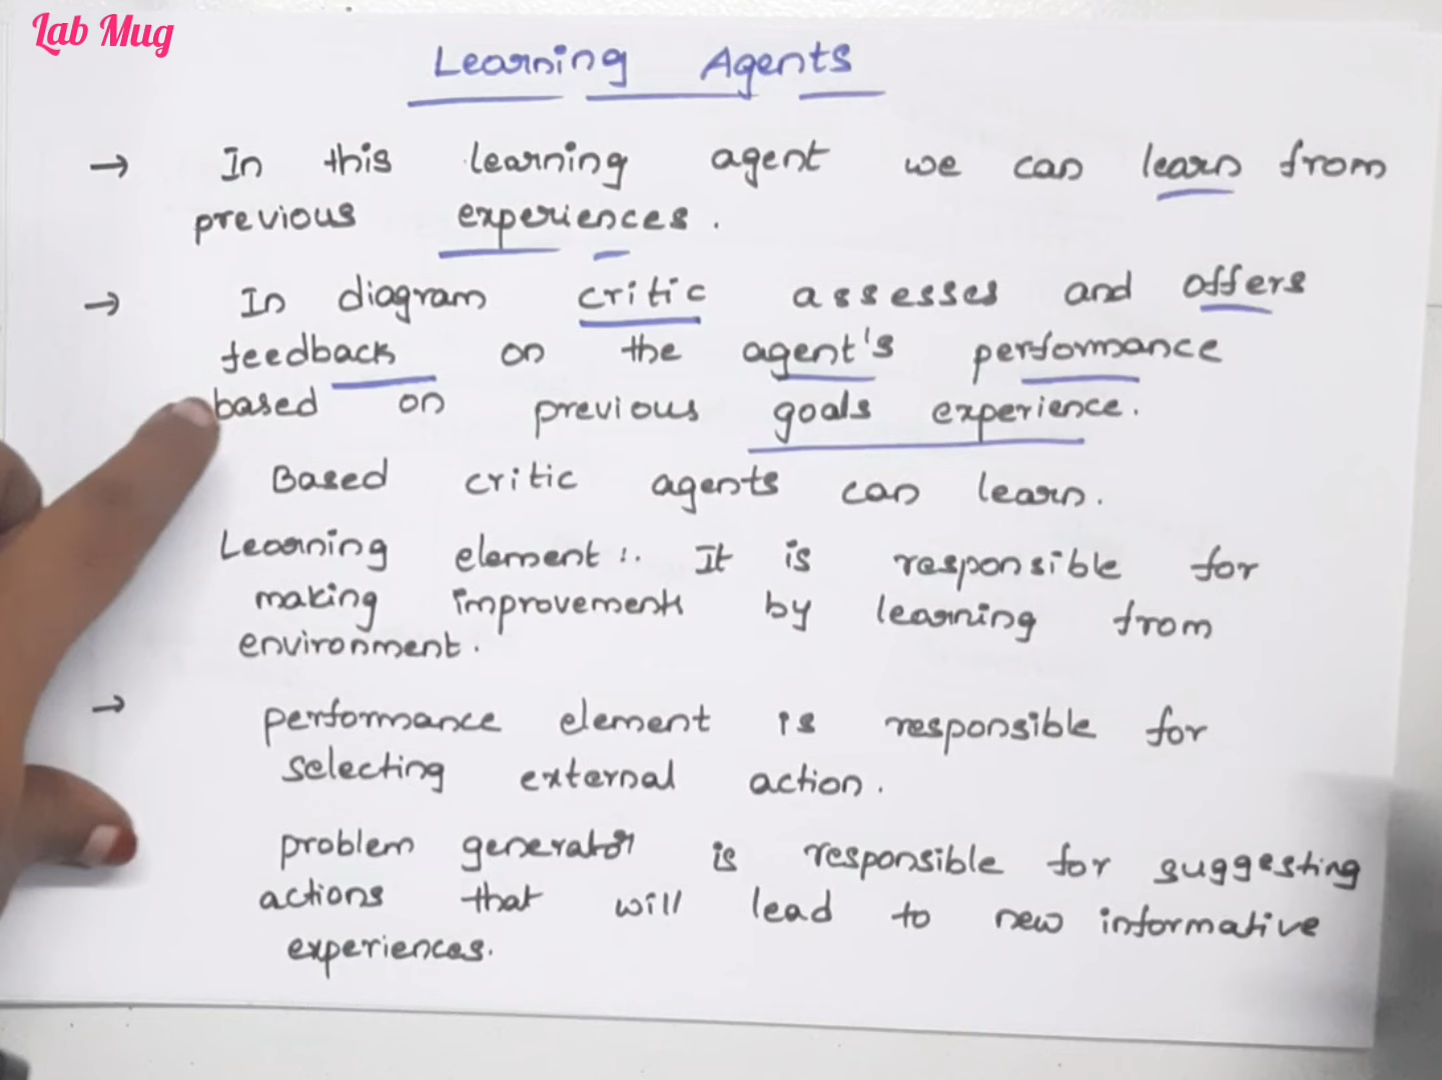 Lab Mug
Learning Agents
→ In this learning agent we can learn from
previous experiences.
→ In diagram critic assesses and offers
feedback on the agent's performance
based on previous goals experience.
Based critic agents can learn.
Learning element:. It is responsible for
making improvements by learning from
environment.
→ performance element is responsible for
selecting external action.
problem generator is responsible for suggesting
actions that will lead to new informative
experiences.